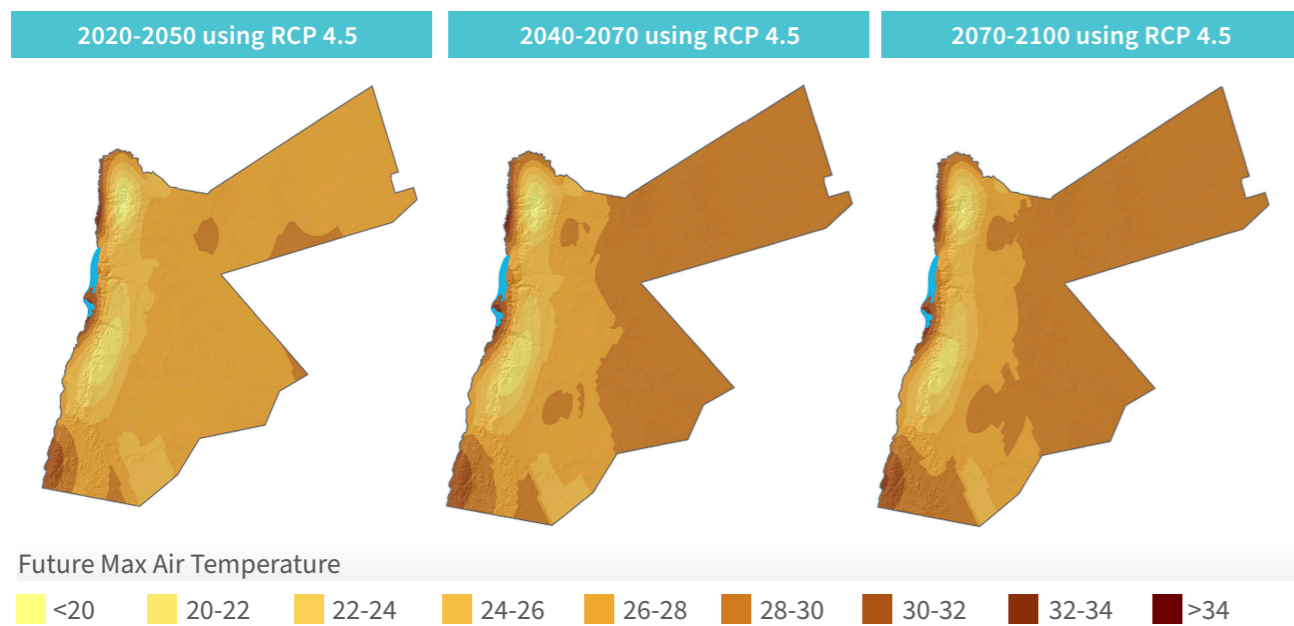 2020-2050 using RCP 4.5
2040-2070 using RCP 4.5
2070-2100 using RCP 4.5
Future Max Air Temperature
<20
20-22
22-24
24-26
26-28
28-30
30-32
32-34
>34